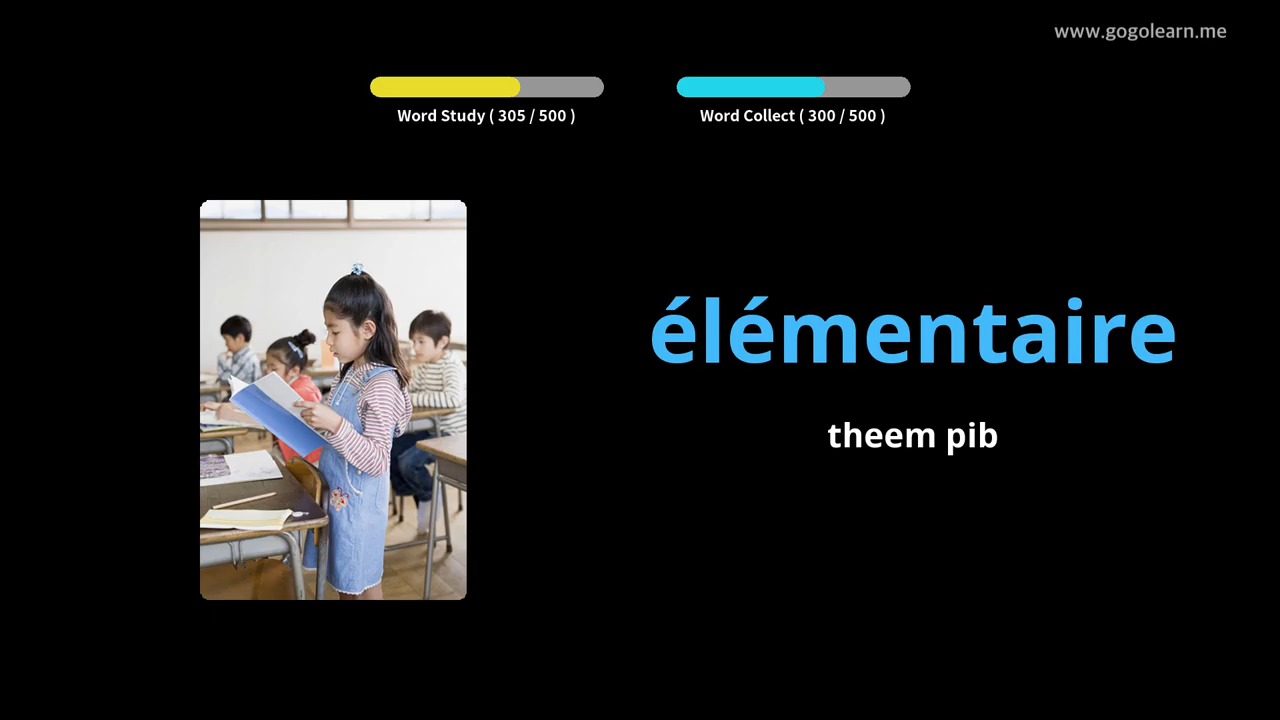 www.gogolearn.me
Word Study ( 305 / 500 )
Word Collect ( 300 / 500 )
élémentaire
theem pib